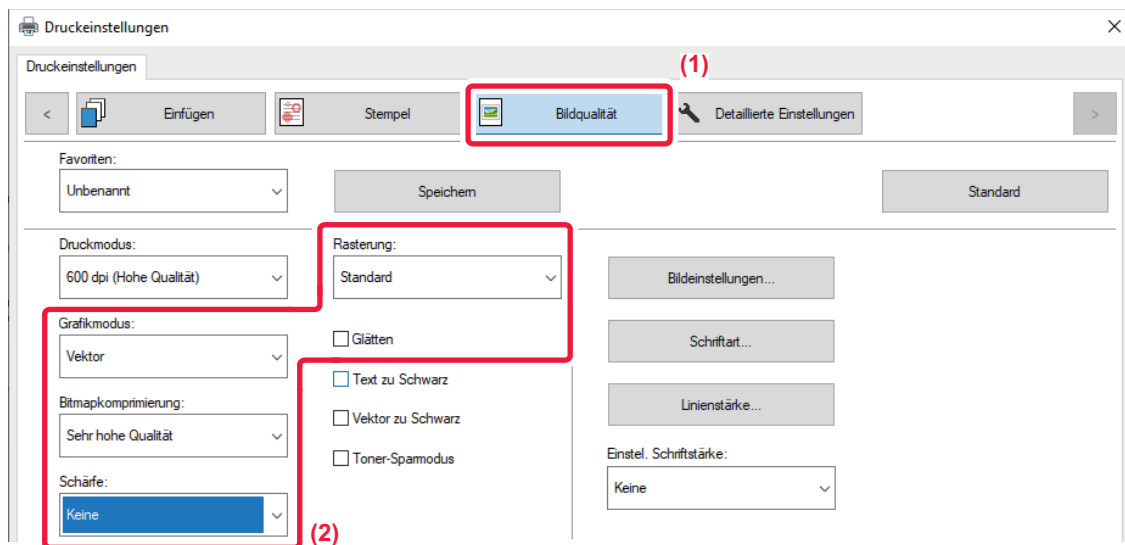 Druckeinstellungen
Druckeinstellungen
(1)
< Einfügen Stempel Bildqualität Detaillierte Einstellungen >
Favoriten:
Unbenannt Speichern Standard
Druckmodus: Rasterung:
600 dpi (Hohe Qualität) Standard Bildeinstellungen...
Grafikmodus:
Vektor Glätten Schriftart...
Text zu Schwarz
Bitmapkomprimierung:
Sehr hohe Qualität Vektor zu Schwarz Linienstärke...
Toner-Sparmodus Einstel. Schriftstärke:
Schärfe:
Keine Keine
(2)